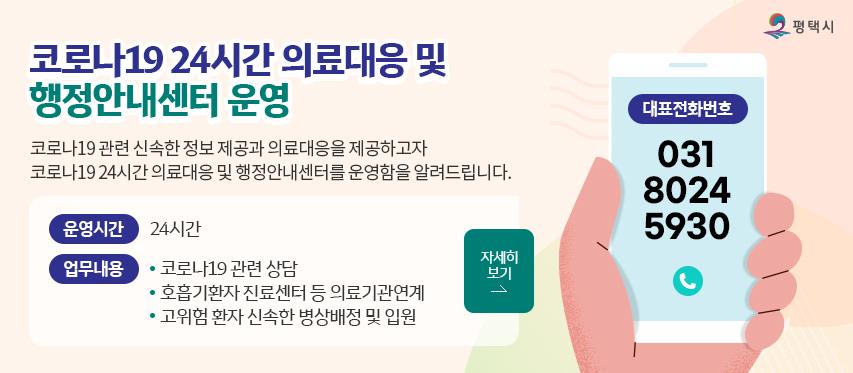 평택시
코로나19 24시간 의료대응 및
행정안내센터 운영
코로나19 관련 신속한 정보 제공과 의료대응을 제공하고자
코로나19 24시간 의료대응 및 행정안내센터를 운영함을 알려드립니다.
운영시간 24시간
업무내용 • 코로나19 관련 상담
• 호흡기환자 진료센터 등 의료기관연계
• 고위험 환자 신속한 병상배정 및 입원
자세히
보기
대표전화번호
031
8024
5930